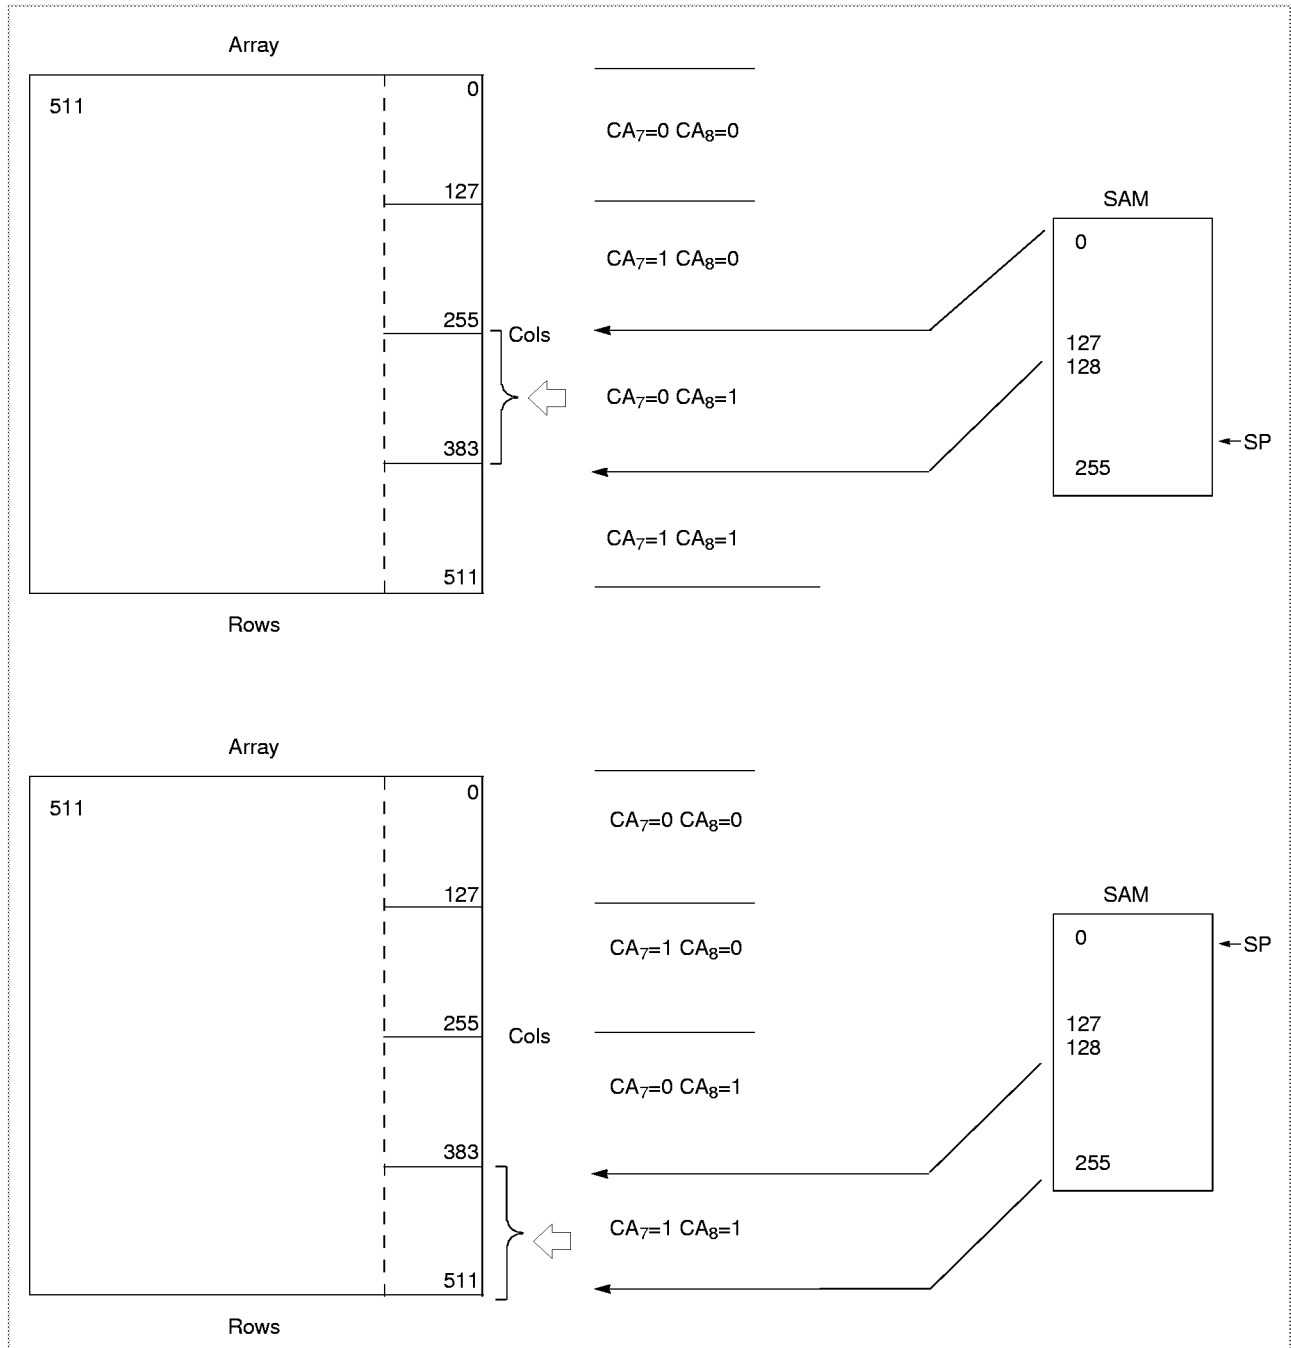 Array
0
511
CA7=0 CA8=0
127
SAM
0
CA7=1 CA8=0
255
Cols
127
128
CA7=0 CA8=1
383
SP
255
CA7=1 CA8=1
511
Rows
Array
0
511
CA7=0 CA8=0
127
SAM
0
SP
CA7=1 CA8=0
255
Cols
127
128
CA7=0 CA8=1
383
255
CA7=1 CA8=1
511
Rows